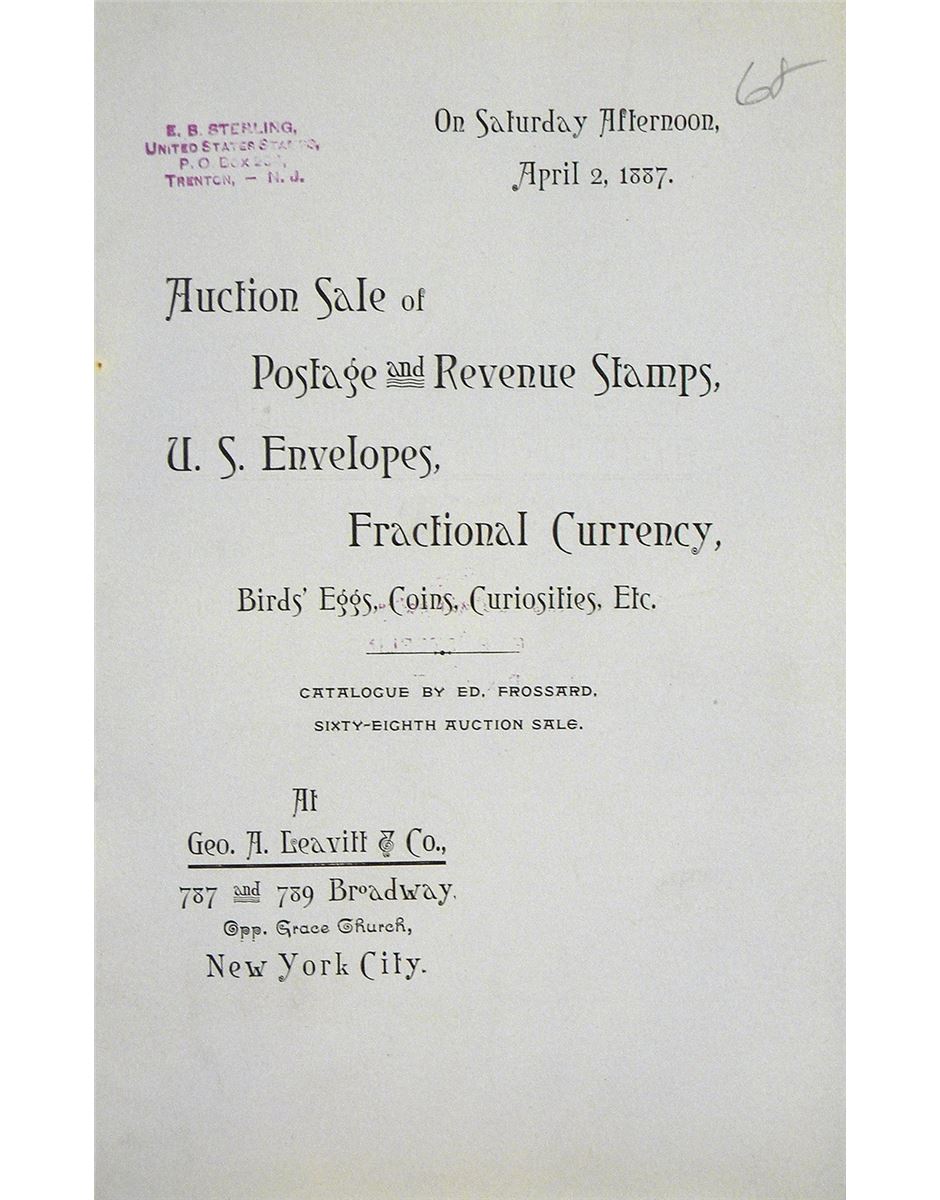 68
E. B. STERLING,
UNITED STATES STAMPS,
P. O. BOX
TRENTON, — N. J.
On Saturday Afternoon,
April 2, 1887.
Auction Sale of
Postage and Revenue Stamps,
U. S. Envelopes,
Fractional Currency,
Birds' Eggs, Coins, Curiosities, Etc.
CATALOGUE BY ED. FROSSARD.
SIXTY-EIGHTH AUCTION SALE.
At
Geo. A. Leavitt & Co.,
787 and 789 Broadway.
Opp. Grace Church,
New York City.